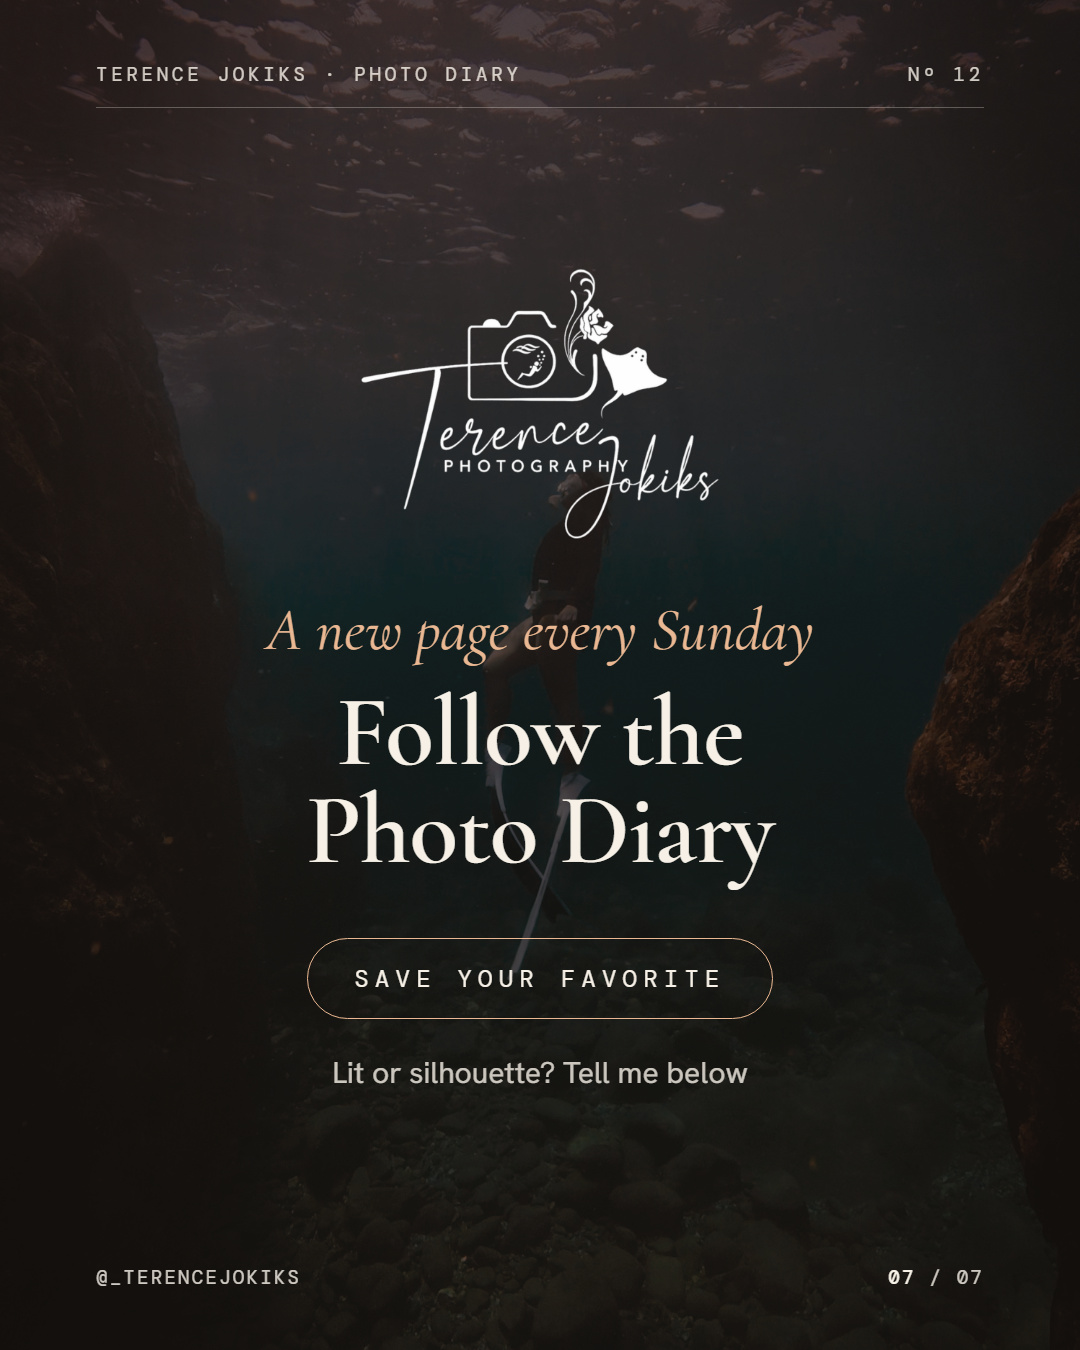 TERENCE JOKIKS · PHOTO DIARY
Nº 12
Terence
PHOTOGRAPHY
Jokiks
A new page every Sunday
Follow the
Photo Diary
SAVE YOUR FAVORITE
Lit or silhouette? Tell me below
@_TERENCEJOKIKS
07 / 07